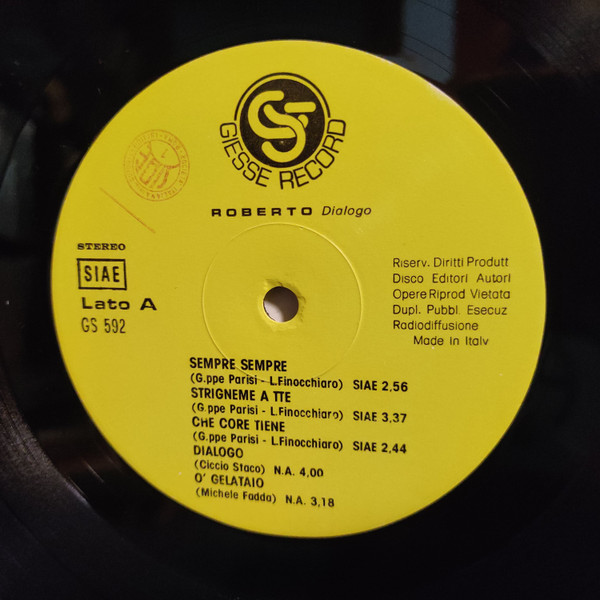 GS
GIESSE RECORD
ROBERTO Dialogo
STEREO
SIAE
Lato A
GS 592
Riserv. Diritti Produtt
Disco Editori Autori
Opere Riprod Vietata
Dupl. Pubbl. Esecuz
Radiodiffusione
Made In Italy
SEMPRE SEMPRE
(G.ppe Parisi - L.Finocchiaro) SIAE 2,56
STRIGNEME A TTE
(G.ppe Parisi - L.Finocchiaro) SIAE 3,37
CHE CORE TIENE
(G.ppe Parisi - L.Finocchiaro) SIAE 2,44
DIALOGO
(Ciccio Staco) N.A. 4,00
O' GELATAIO
(Michele Fadda) N.A. 3,18